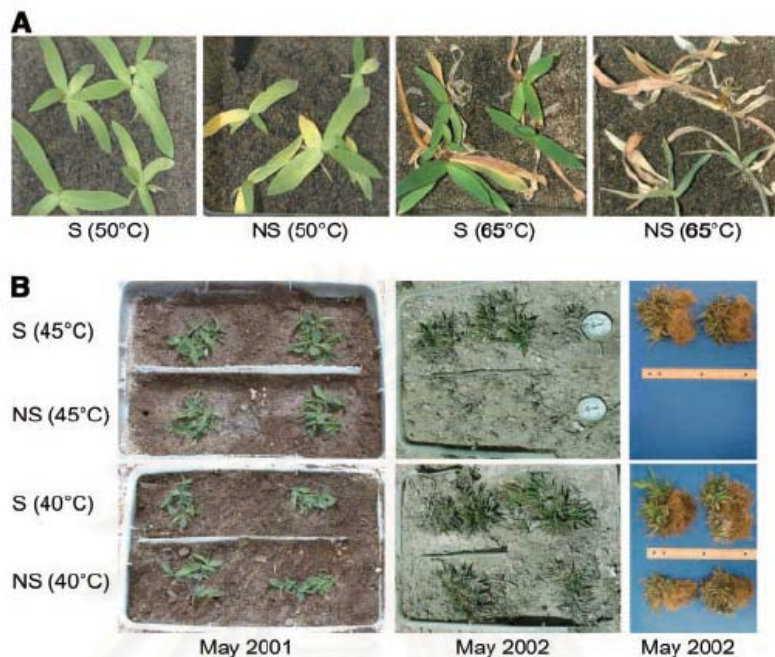 A
S (50°C) NS (50°C) S (65°C) NS (65°C)
B
S (45°C)
NS (45°C)
S (40°C)
NS (40°C)
May 2001 May 2002 May 2002